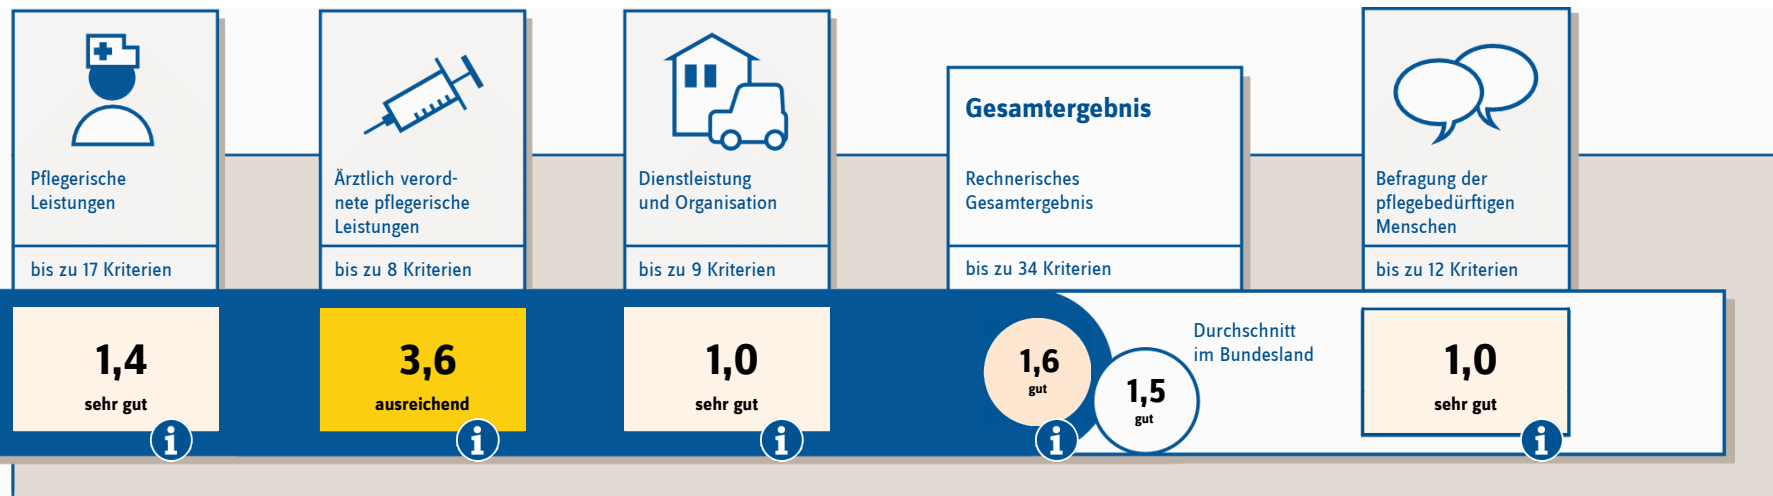 Pflegerische
Leistungen
bis zu 17 Kriterien
1,4
sehr gut
i
Ärztlich verord-
nete pflegerische
Leistungen
bis zu 8 Kriterien
3,6
ausreichend
i
Dienstleistung
und Organisation
bis zu 9 Kriterien
1,0
sehr gut
i
Gesamtergebnis
Rechnerisches
Gesamtergebnis
bis zu 34 Kriterien
1,6
gut
i
1,5
gut
Durchschnitt
im Bundesland
Befragung der
pflegebedürftigen
Menschen
bis zu 12 Kriterien
1,0
sehr gut
i